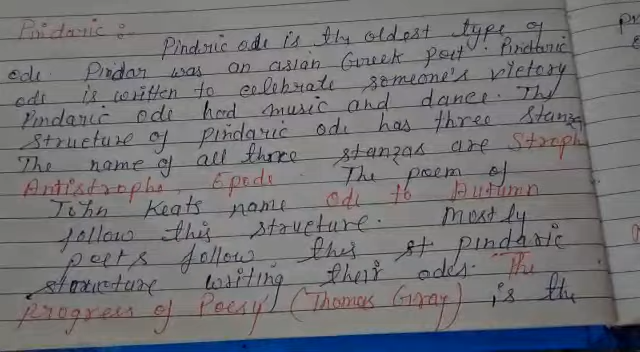 Pindaric :-
Pindric ode is the oldest type of
ode. Pindar was an asian Greek Poet. Pindaric
ode is written to celebrate someone's victory
Pindaric ode had music and dance. The
structure of pindaric ode has three stanza
The name of all three stanzas are Stroph
Antistrophe, Epode. The poem of
John Keats name ode to Autumn
follow this structure. Mostly
poets follow this st pindaric
structure writing their odes. The
Progress of Poesy (Thomas Gray) is the